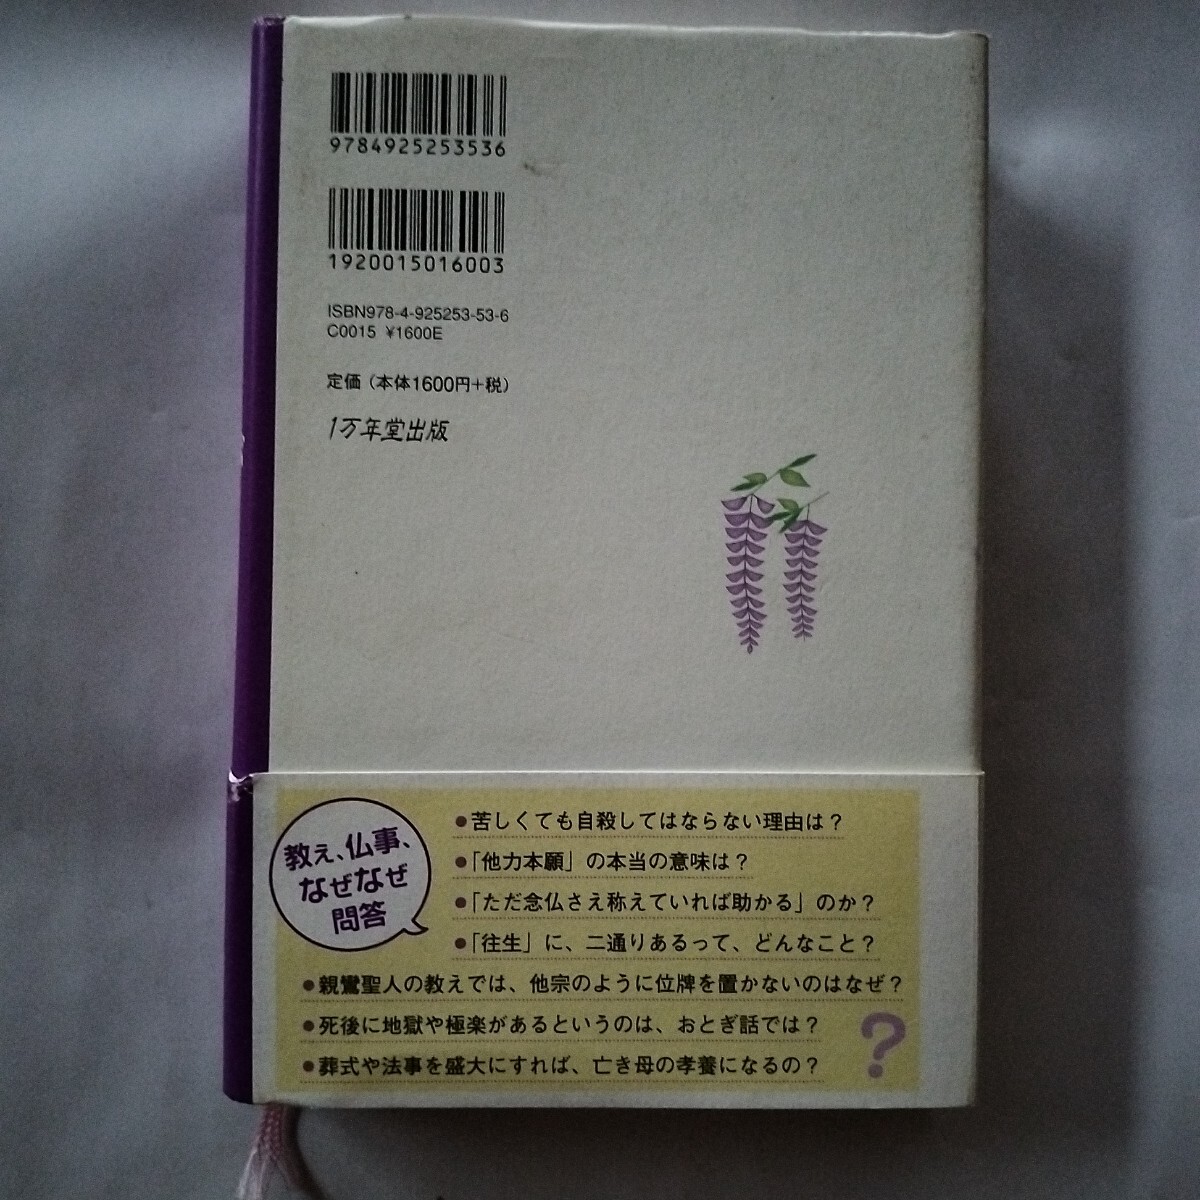 9784925253536
1920015016003
ISBN978-4-925253-53-6
C0015 ¥1600E
定価（本体1600円+税）
1万年堂出版
教え、仏事、
なぜなぜ
問答
●苦しくても自殺してはならない理由は？
●「他力本願」の本当の意味は？
●「ただ念仏さえ称えていれば助かる」のか？
●「往生」に、二通りあるって、どんなこと？
●親鸞聖人の教えでは、他宗のように位牌を置かないのはなぜ？
●死後に地獄や極楽があるというのは、おとぎ話では？
●葬式や法事を盛大にすれば、亡き母の孝養になるの？
?